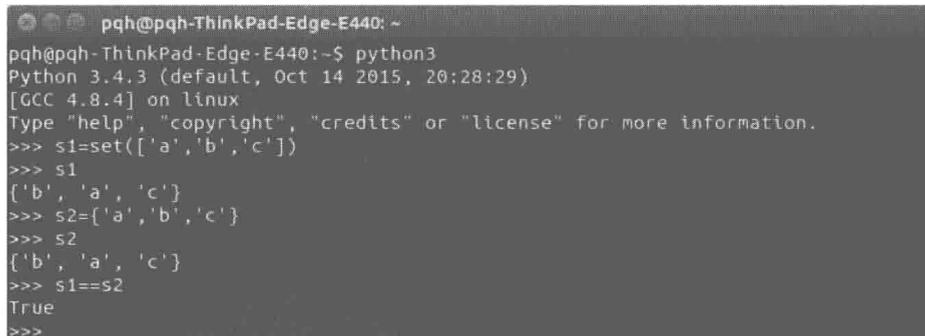 pqh@pqh-ThinkPad-Edge-E440: ~
pqh@pqh-ThinkPad-Edge-E440:~$ python3
Python 3.4.3 (default, Oct 14 2015, 20:28:29)
[GCC 4.8.4] on linux
Type "help", "copyright", "credits" or "license" for more information.
>>> s1=set(['a','b','c'])
>>> s1
{'b', 'a', 'c'}
>>> s2={'a','b','c'}
>>> s2
{'b', 'a', 'c'}
>>> s1==s2
True
>>>